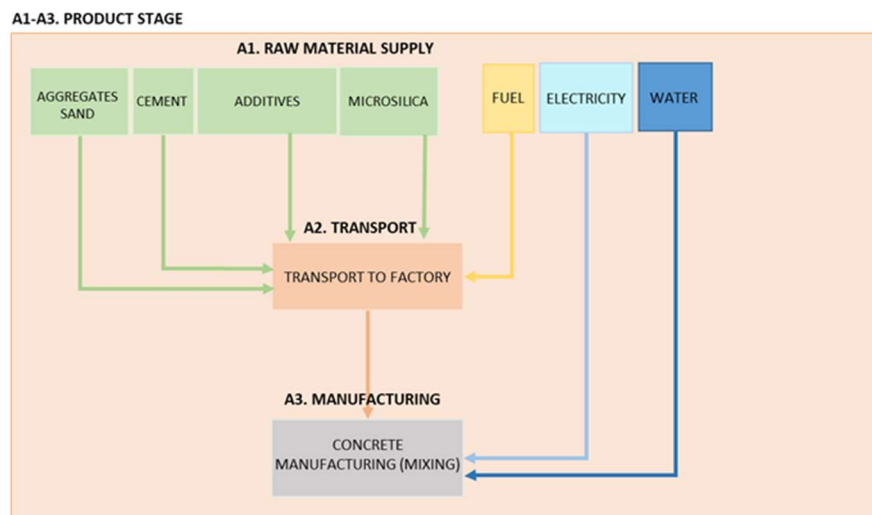 A1-A3. PRODUCT STAGE
A1. RAW MATERIAL SUPPLY
AGGREGATES
SAND
CEMENT
ADDITIVES
MICROSILICA
FUEL
ELECTRICITY
WATER
A2. TRANSPORT
TRANSPORT TO FACTORY
A3. MANUFACTURING
CONCRETE
MANUFACTURING (MIXING)